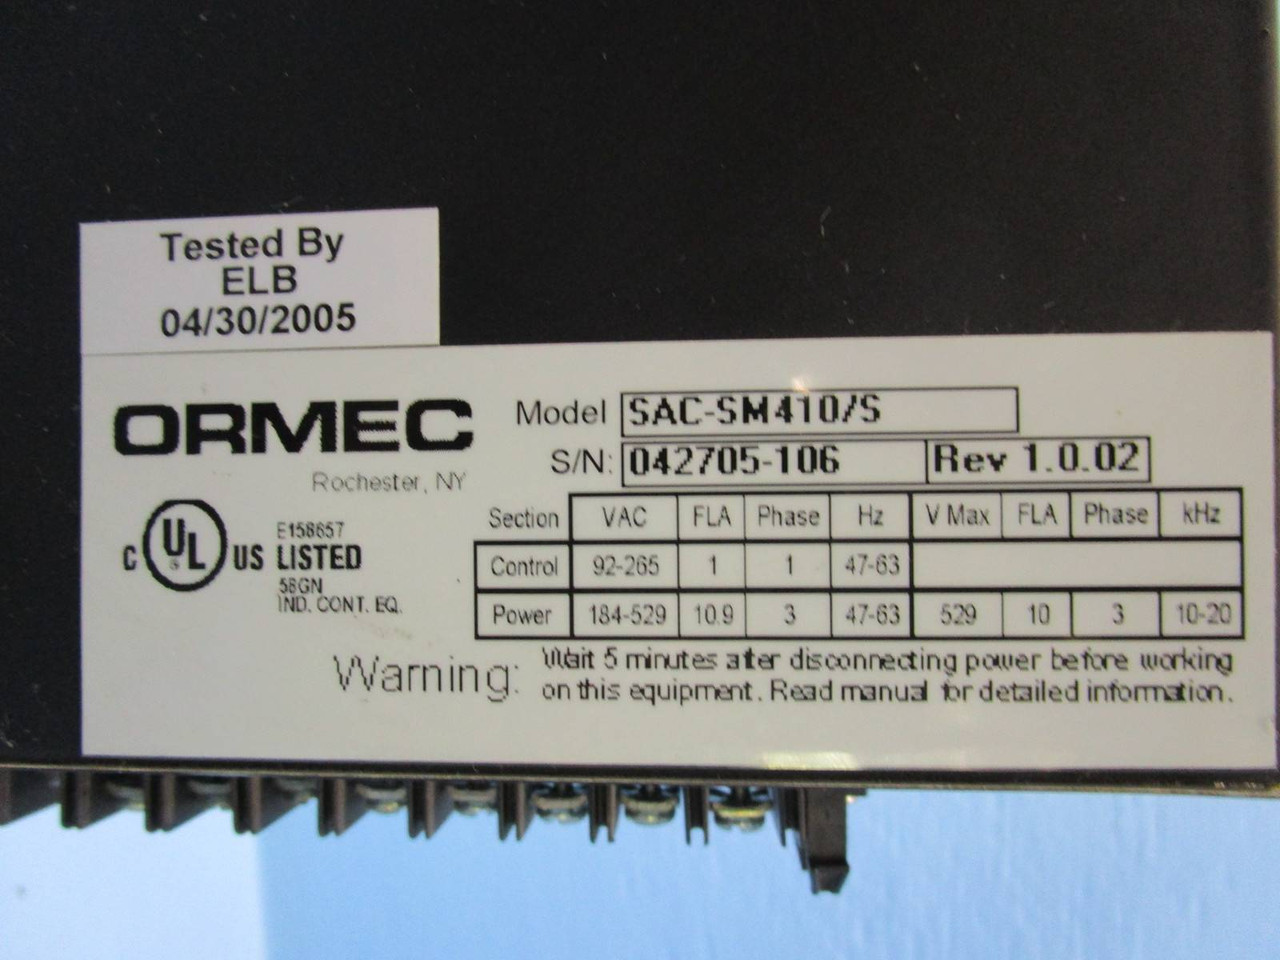 Tested By
ELB
04/30/2005
ORMEC
Rochester, NY
Model SAC-SM410/S
S/N: 042705-106 Rev 1.0.02
C UL US E158657
LISTED
58GN
IND. CONT. EQ.
Section VAC FLA Phase Hz V Max FLA Phase kHz
Control 92-265 1 1 47-63
Power 184-529 10.9 3 47-63 529 10 3 10-20
Warning: Wait 5 minutes after disconnecting power before working
on this equipment. Read manual for detailed information.